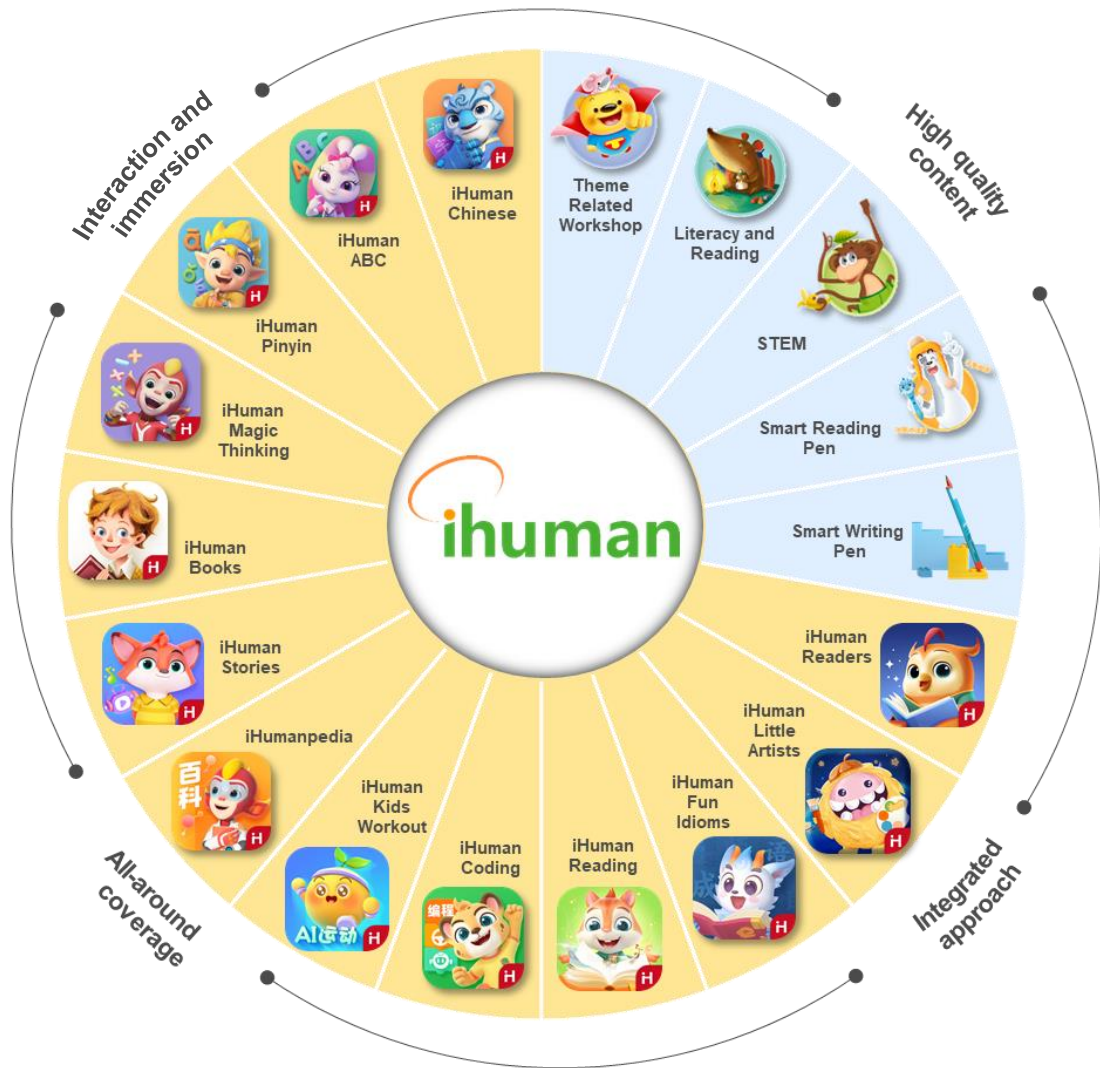 Interaction and
immersion
High quality
content
iHuman
Chinese
Theme
Related
Workshop
Literacy and
Reading
STEM
Smart Reading
Pen
Smart Writing
Pen
iHuman
Readers
iHuman
Little
Artists
iHuman
Fun
Idioms
iHuman
Reading
iHuman
Coding
编程
iHuman
Kids
Workout
AI运动
iHumanpedia
百科
iHuman
Stories
iHuman
Books
iHuman
Magic
Thinking
iHuman
Pinyin
iHuman
ABC
ABC
ihuman
All-around
coverage
Integrated
approach